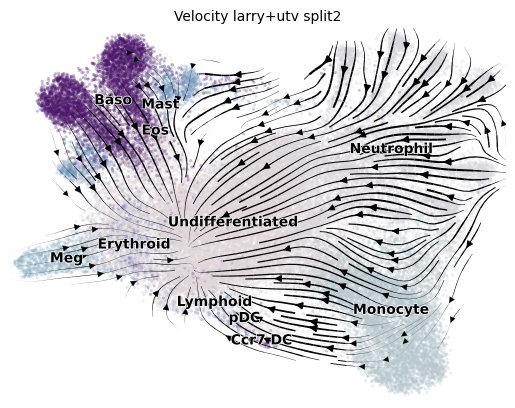 Velocity larry+utv split2
Baso
Mast
Eos
Neutrophil
Undifferentiated
Erythroid
Meg
Lymphoid
Monocyte
pDC
Ccr7 DC